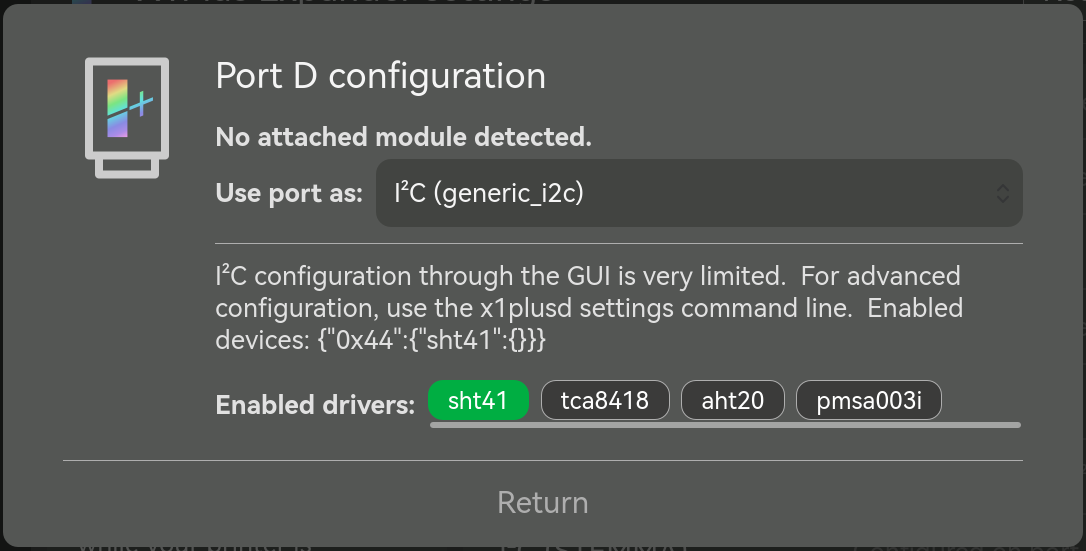 Port D configuration
No attached module detected.
Use port as: I²C (generic_i2c)
I²C configuration through the GUI is very limited.  For advanced
configuration, use the x1plusd settings command line.  Enabled
devices: {"0x44":{"sht41":{}}}
Enabled drivers: sht41 tca8418 aht20 pmsa003i
Return